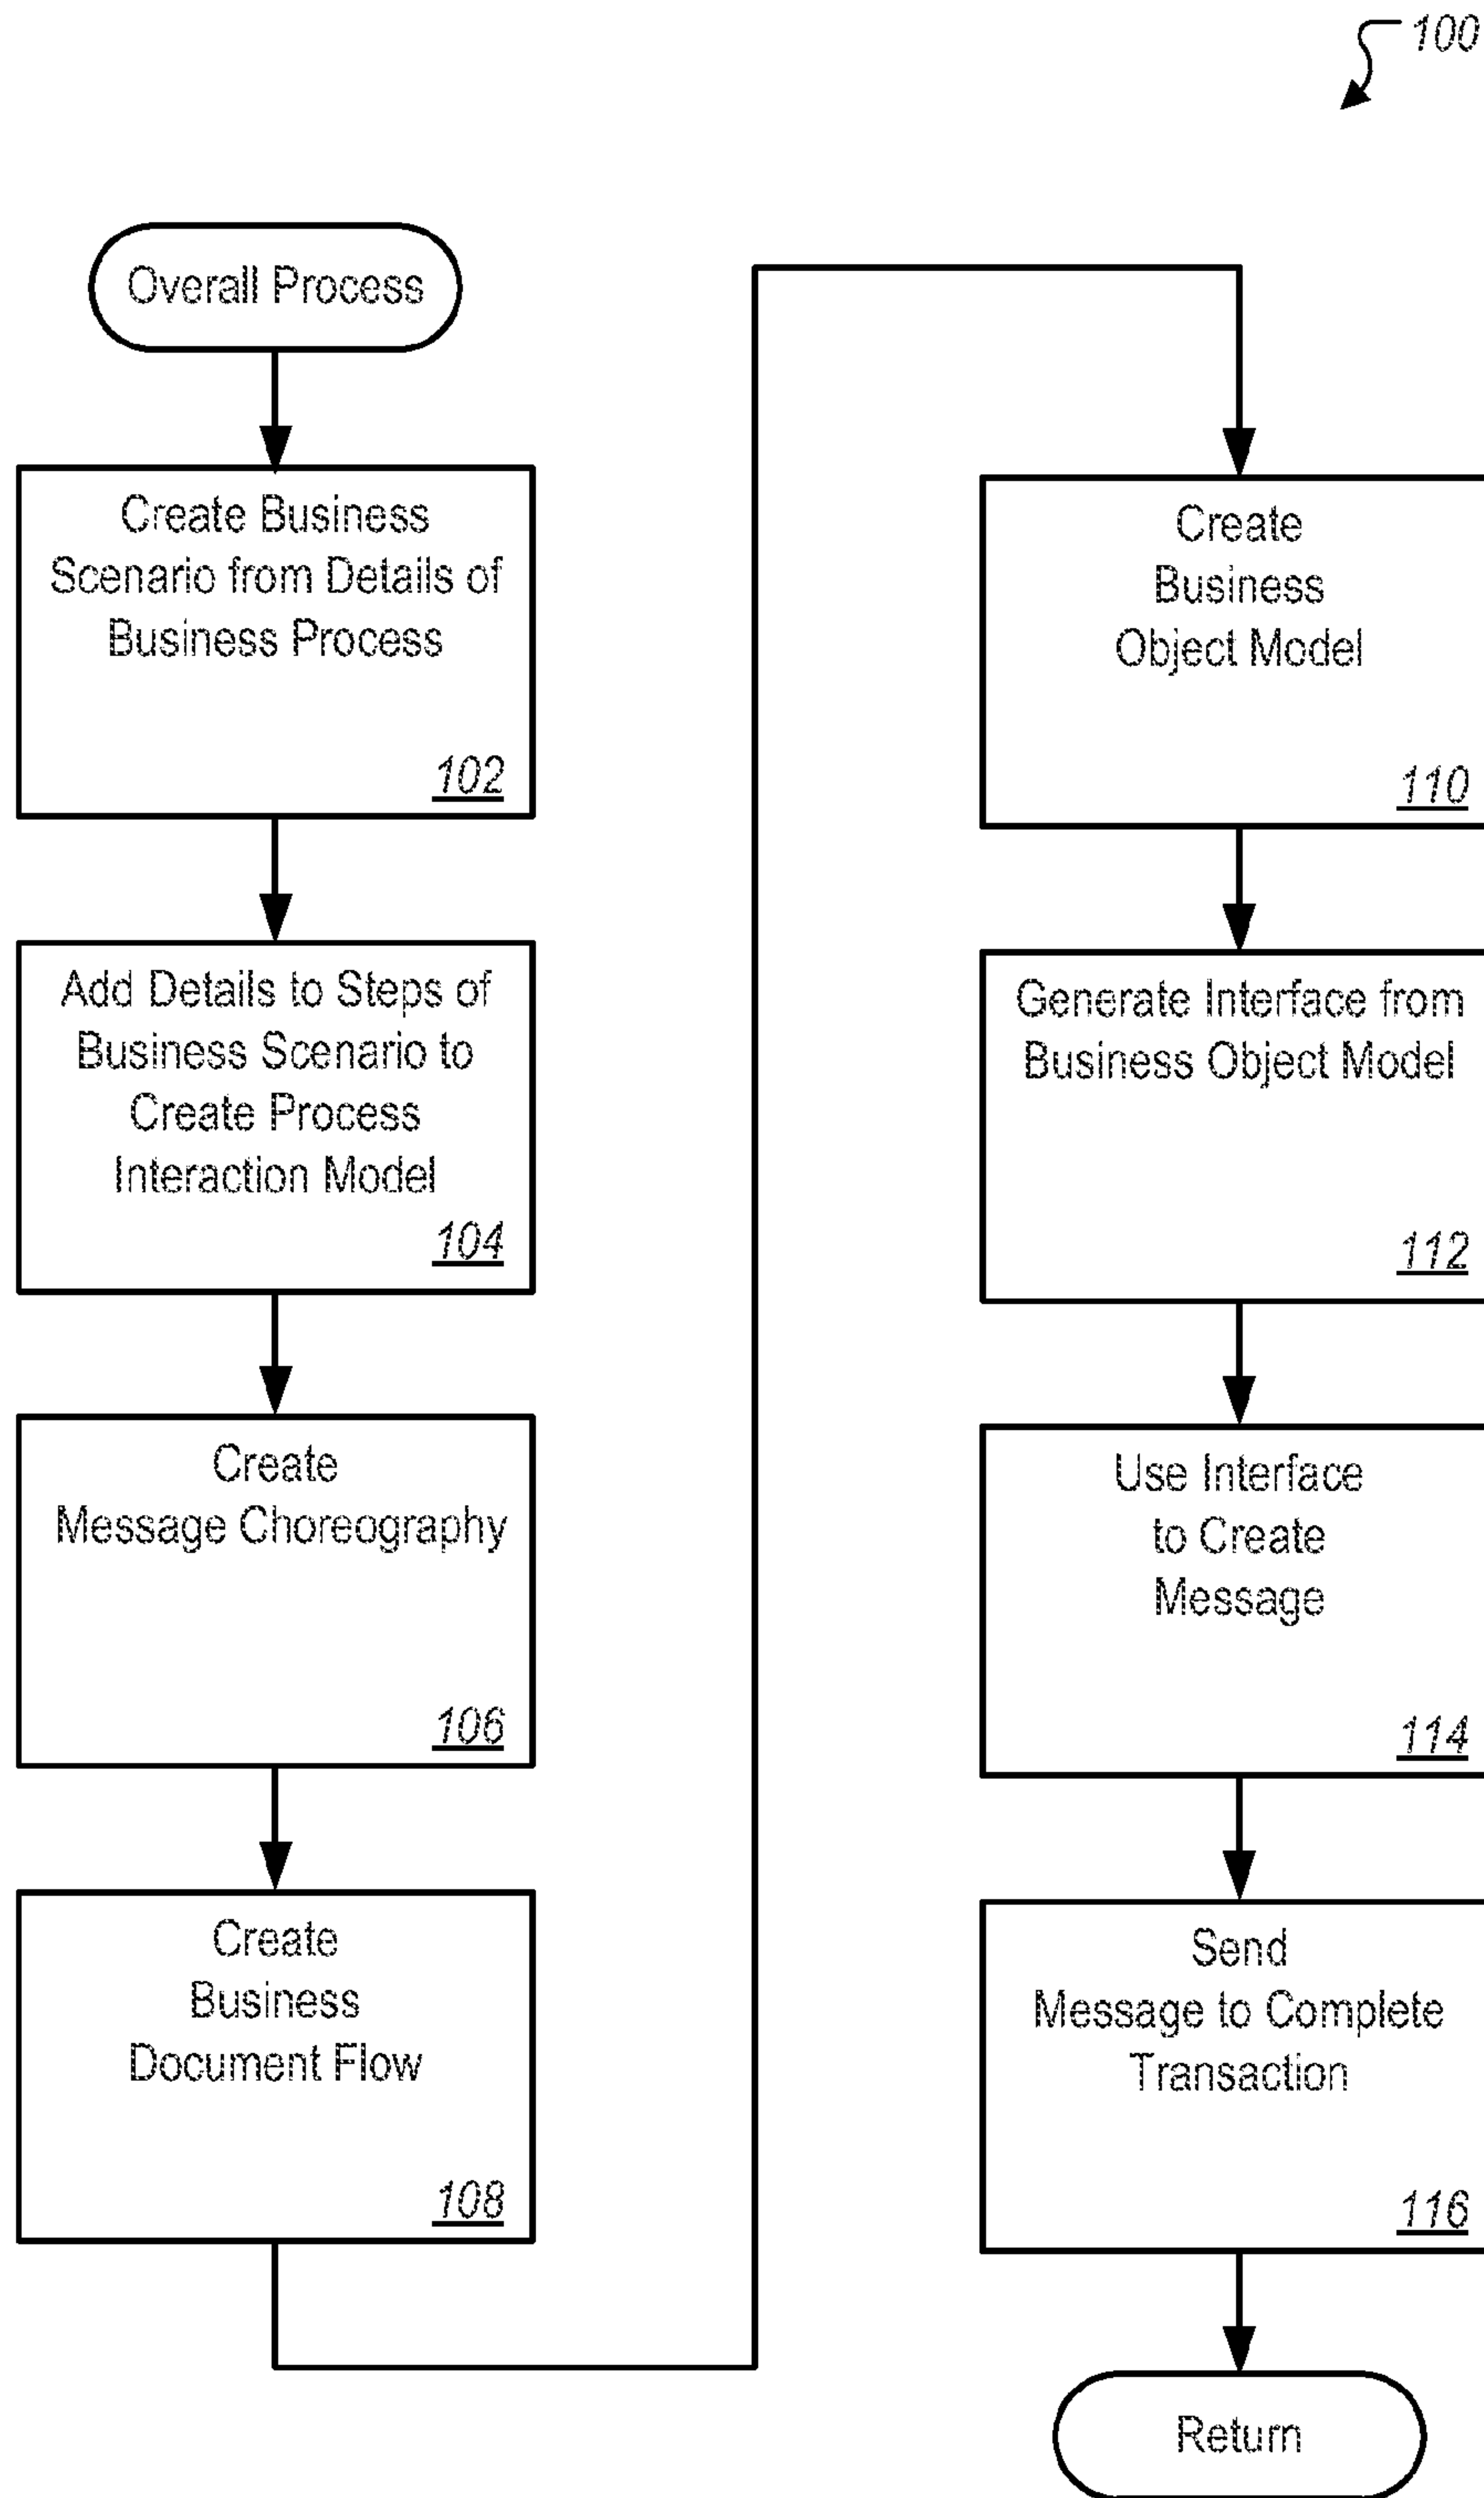 100
Overall Process
Create Business
Scenario from Details of
Business Process
102
Add Details to Steps of
Business Scenario to
Create Process
Interaction Model
104
Create
Message Choreography
106
Create
Business
Document Flow
108
Create
Business
Object Model
110
Generate Interface from
Business Object Model
112
Use Interface
to Create
Message
114
Send
Message to Complete
Transaction
116
Return